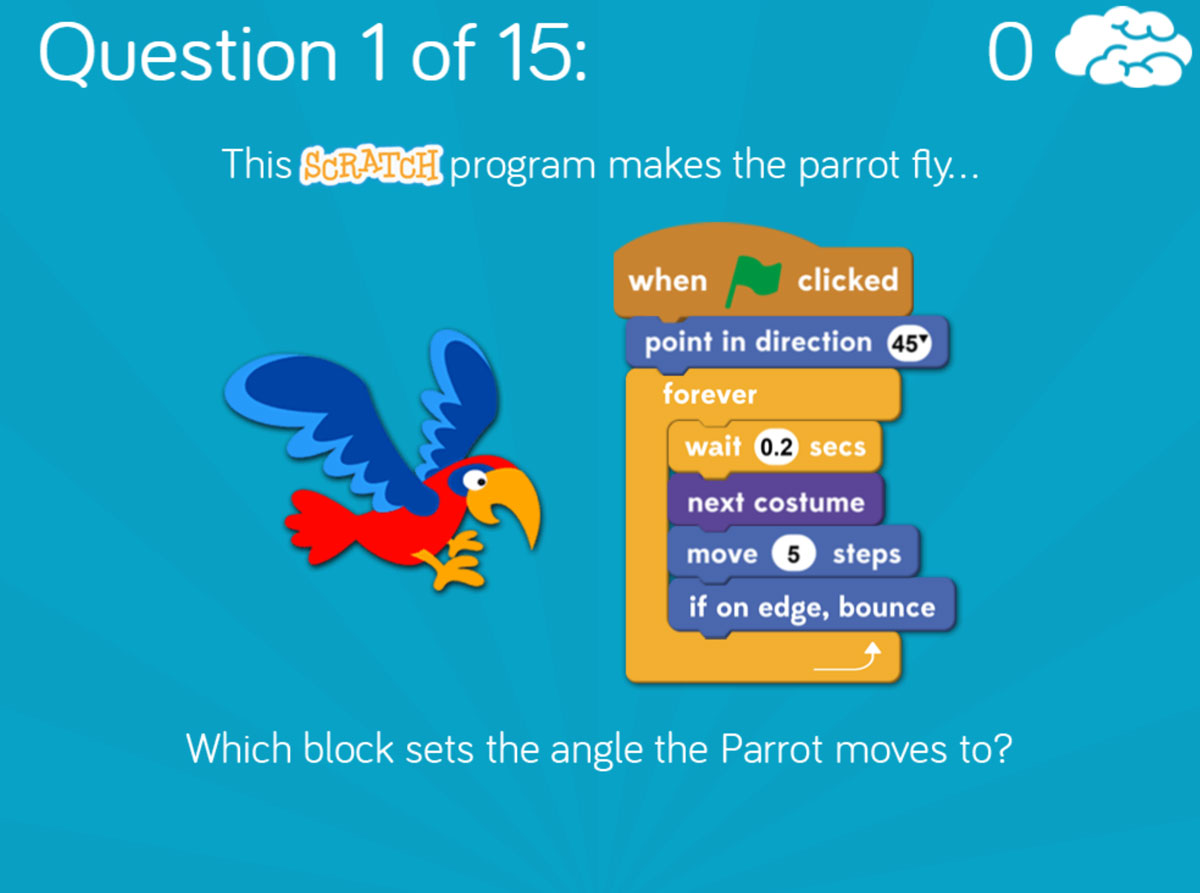 Question 1 of 15:
0
This SCRATCH program makes the parrot fly...
when clicked
point in direction 45
forever
wait 0.2 secs
next costume
move 5 steps
if on edge, bounce
Which block sets the angle the Parrot moves to?